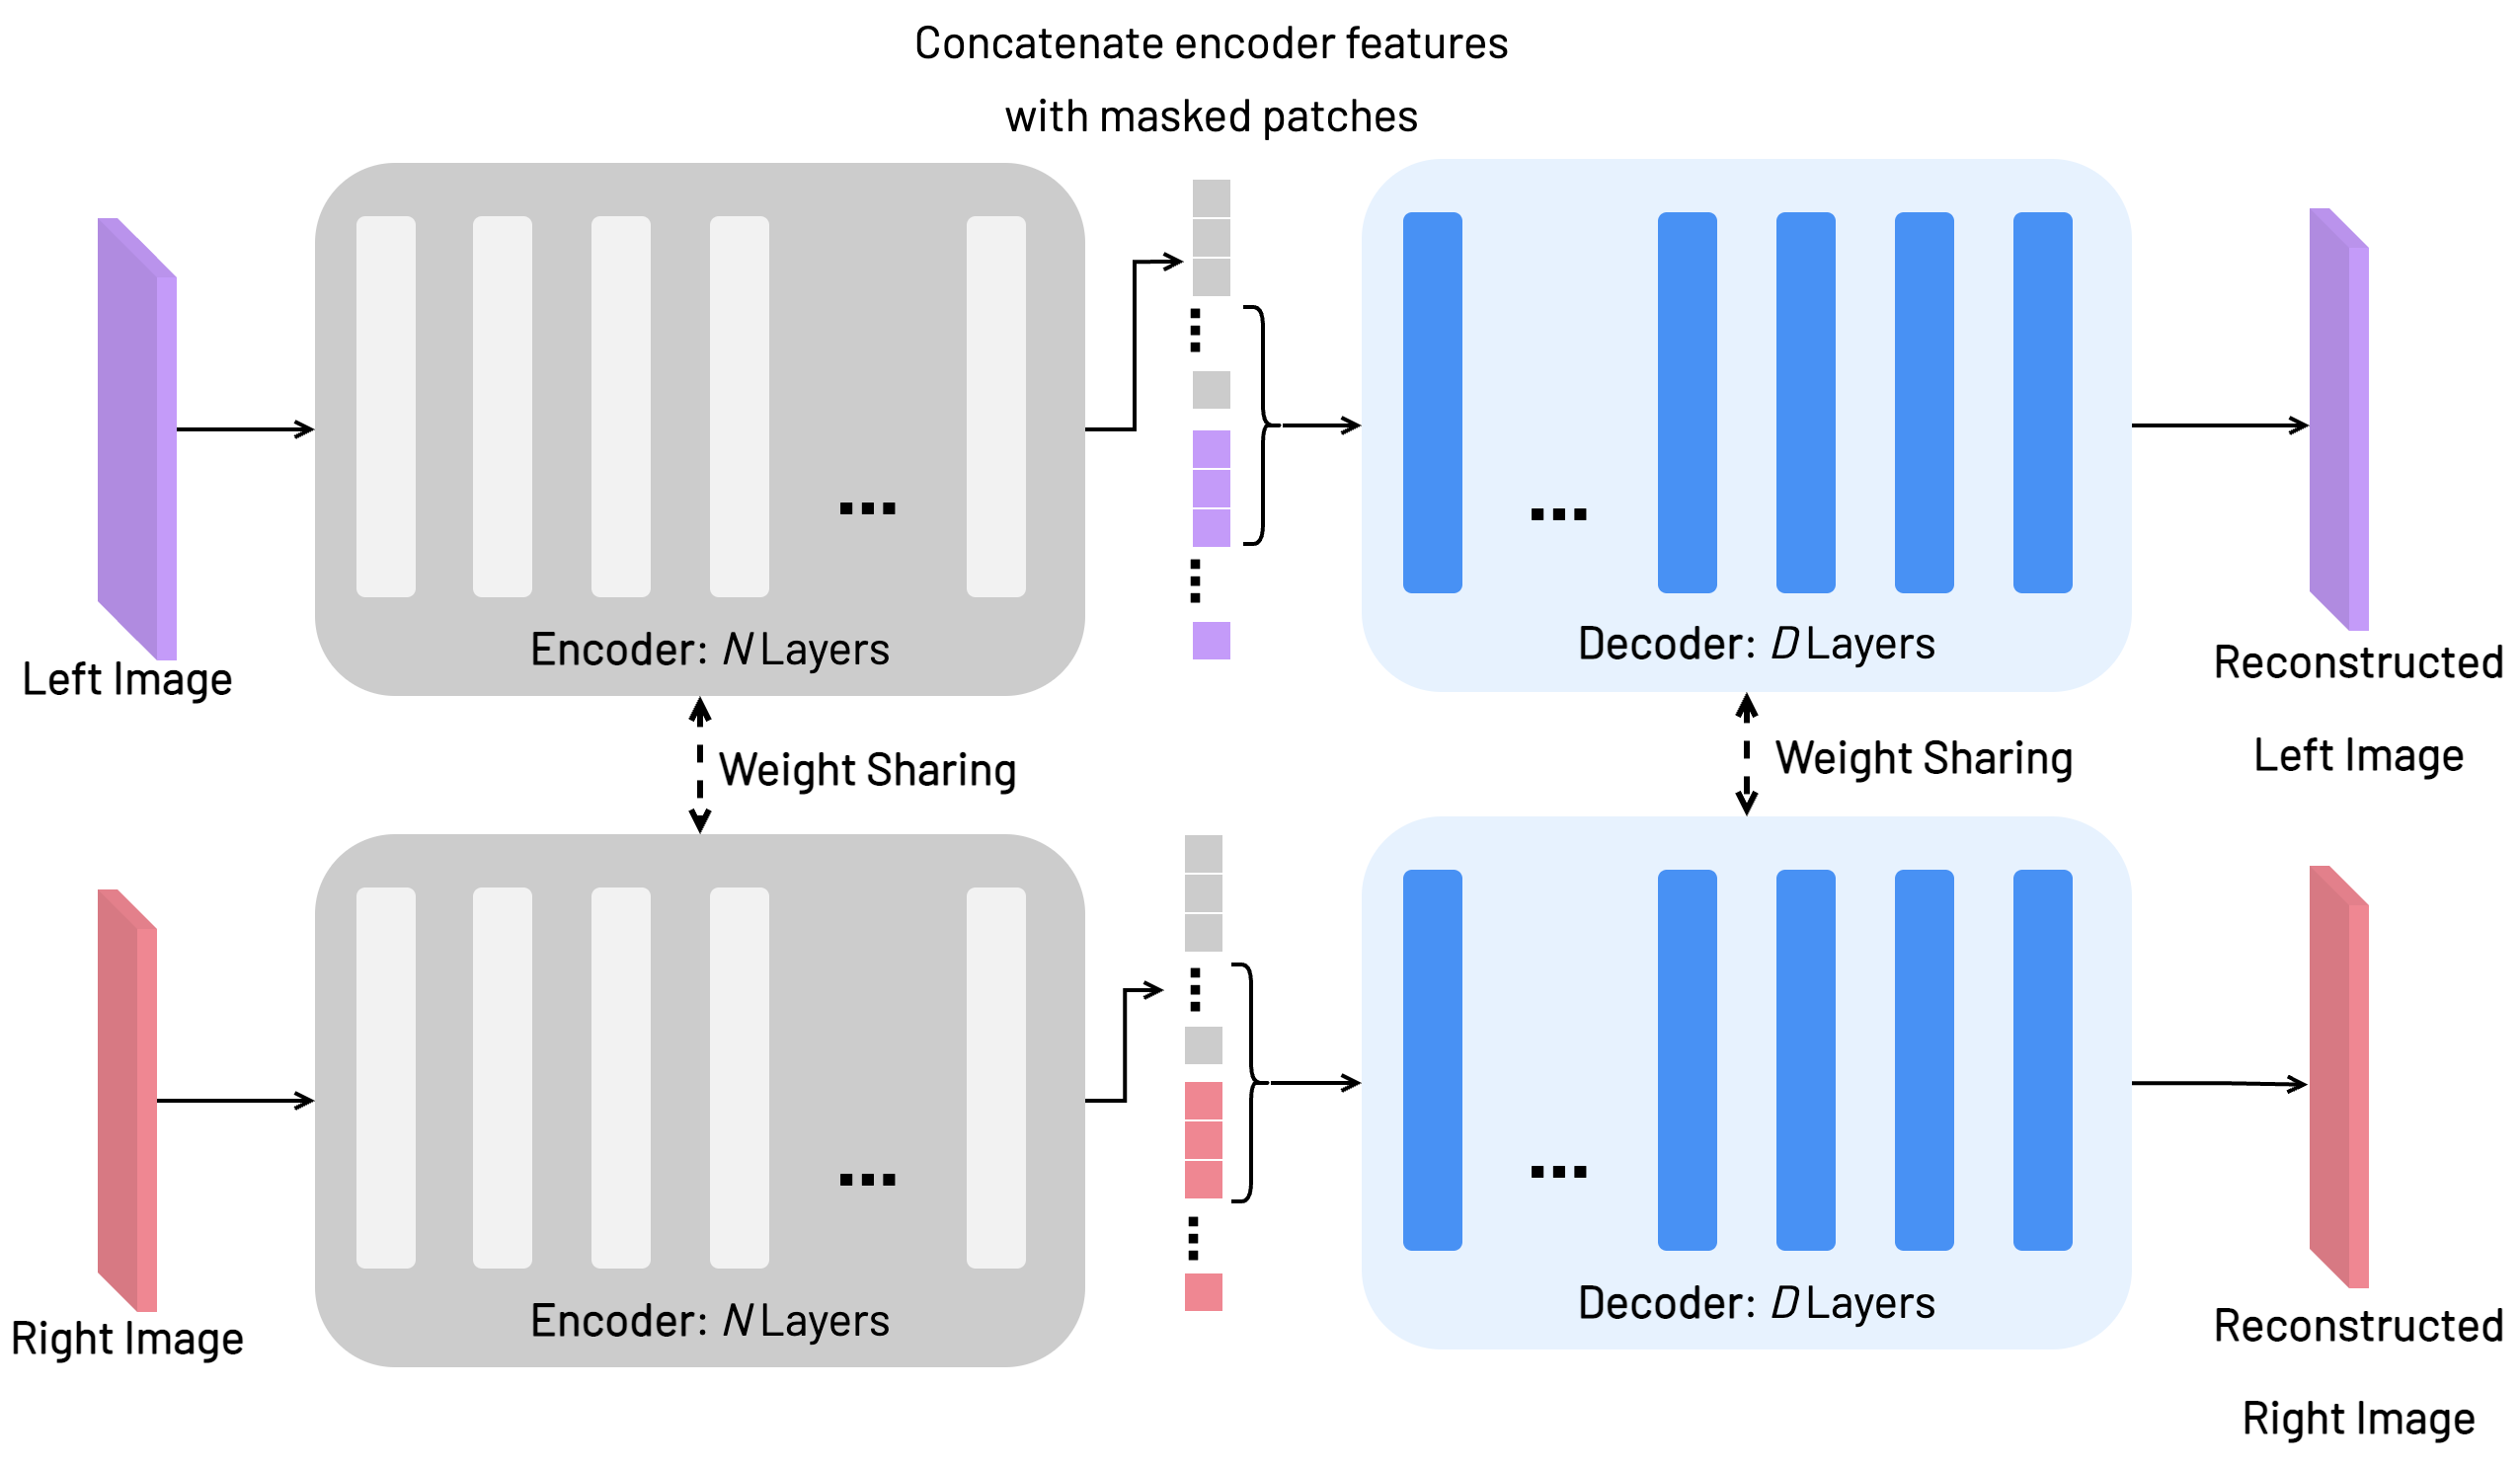 Concatenate encoder features
with masked patches
Left Image
Encoder: N Layers
Decoder: D Layers
Reconstructed
Left Image
Weight Sharing
Weight Sharing
Right Image
Encoder: N Layers
Decoder: D Layers
Reconstructed
Right Image